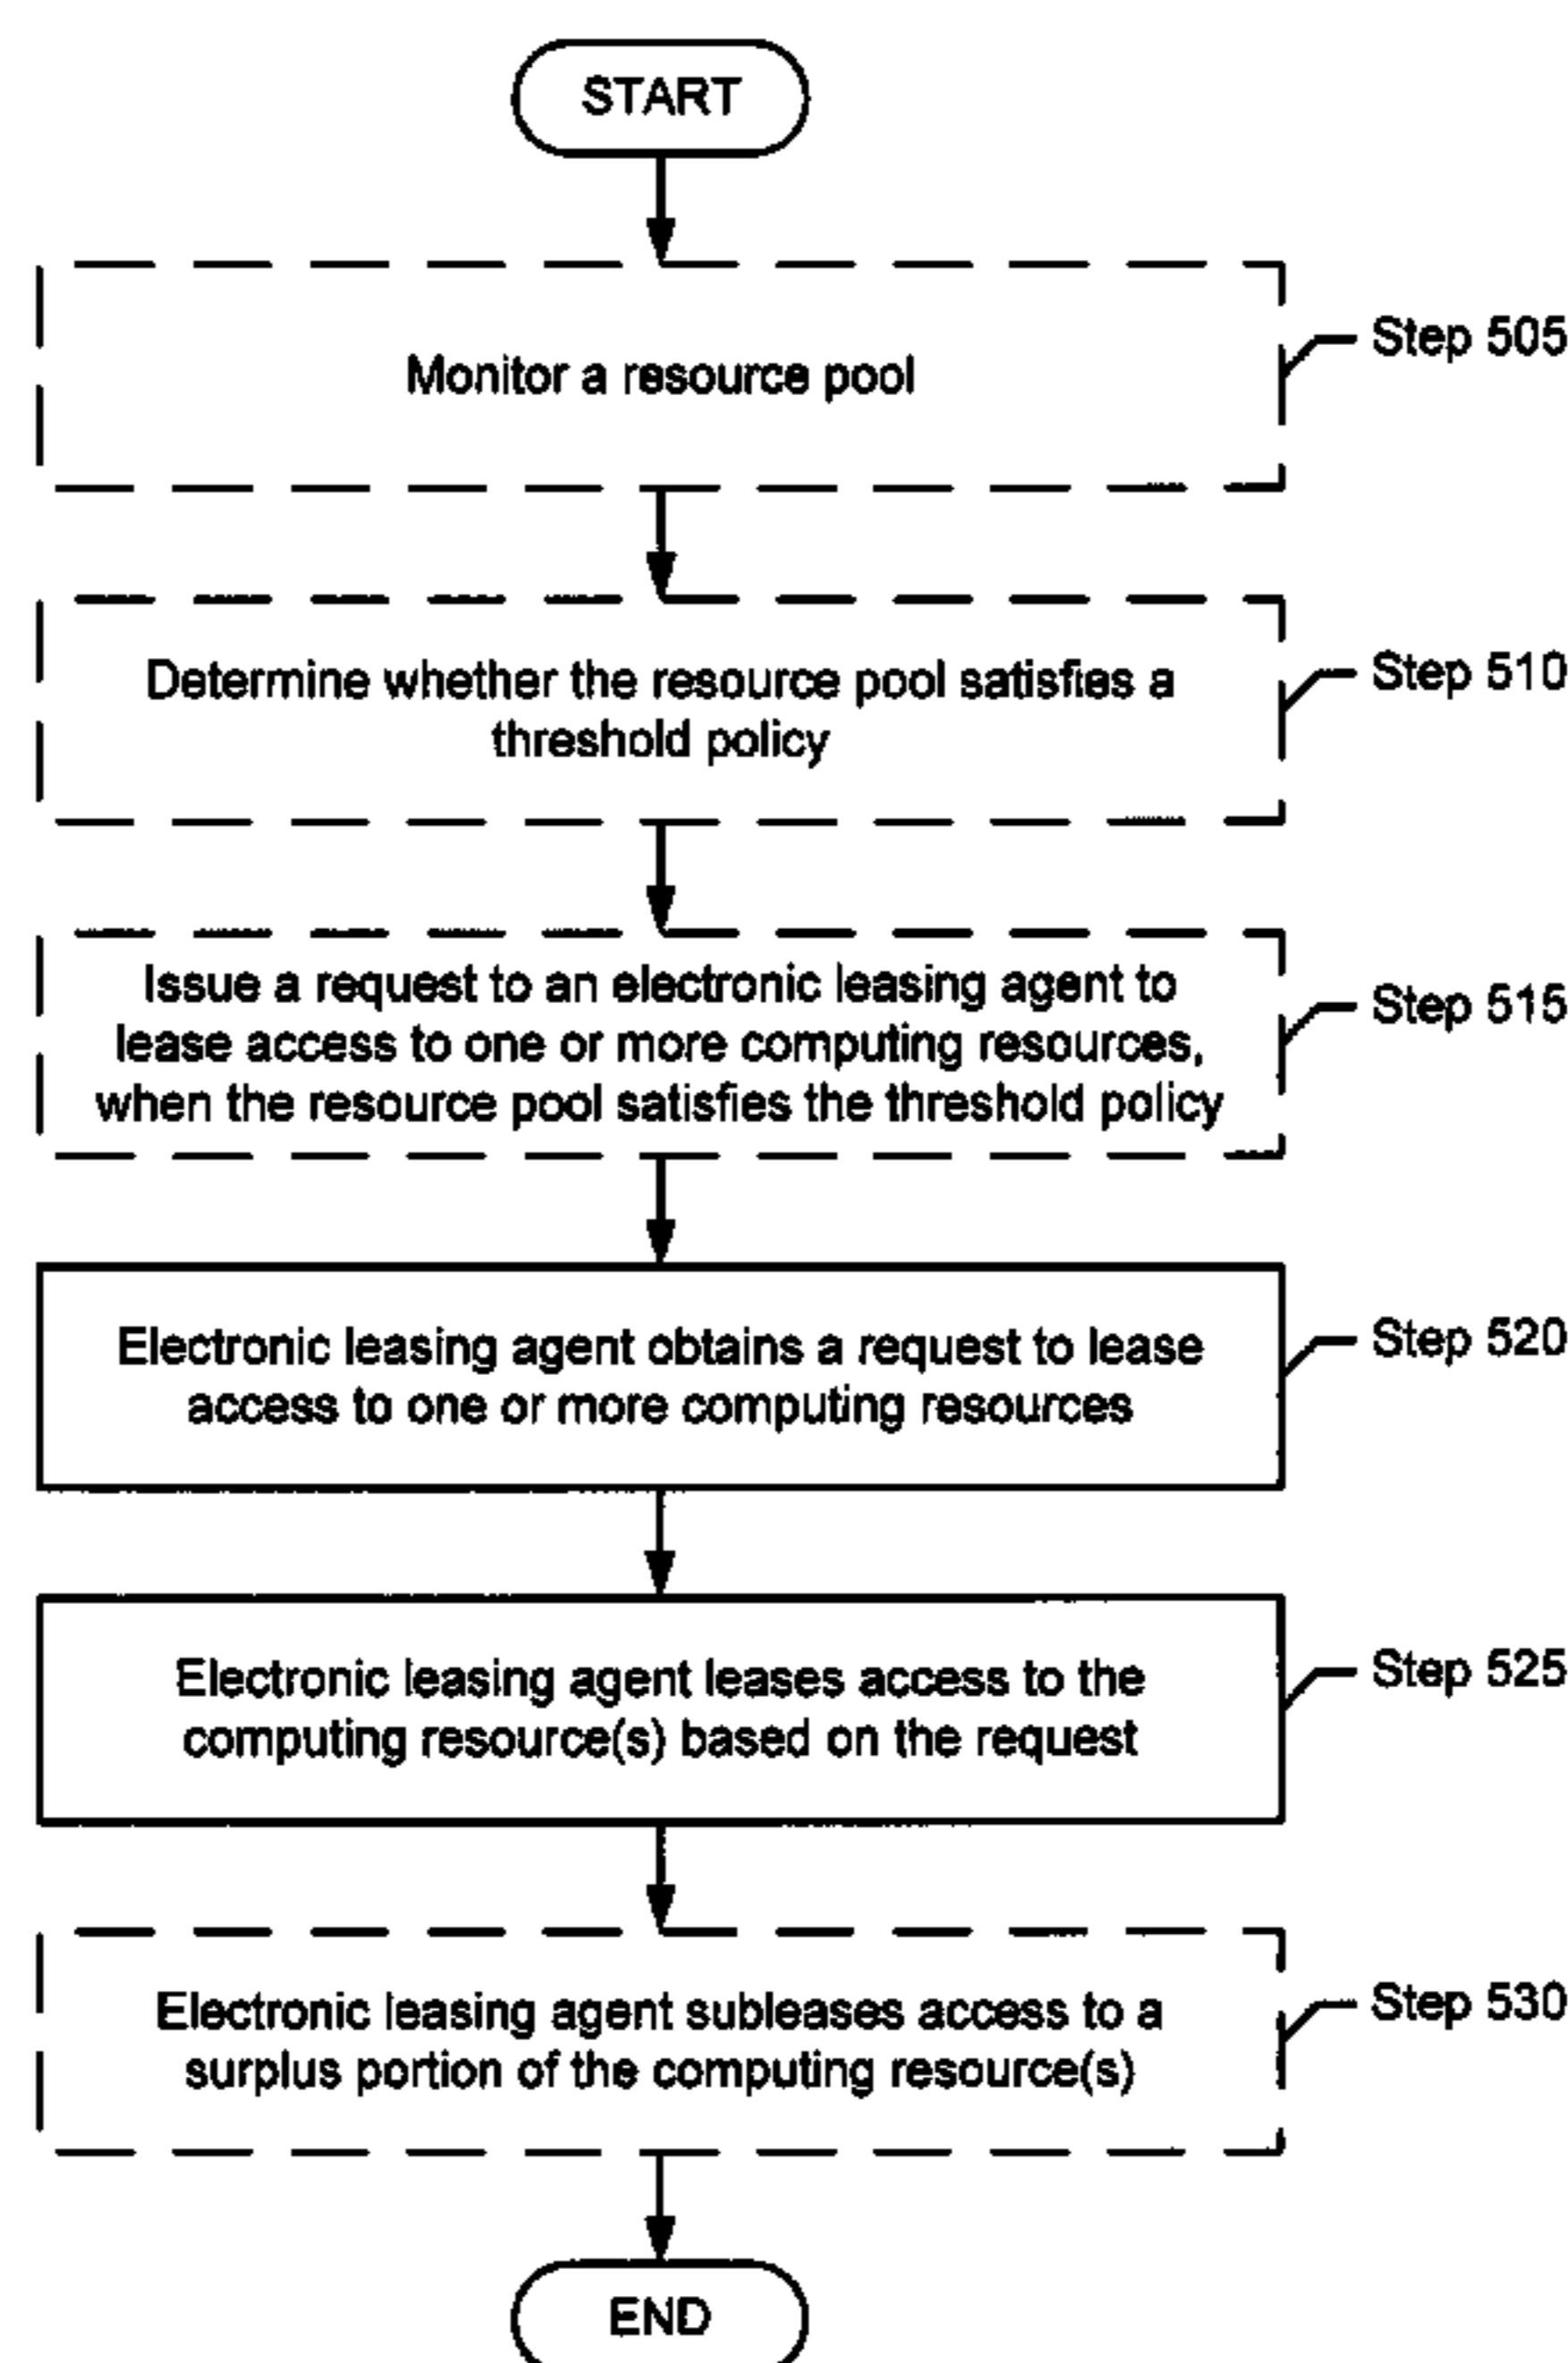 START
Monitor a resource pool
Step 505
Determine whether the resource pool satisfies a
threshold policy
Step 510
Issue a request to an electronic leasing agent to
lease access to one or more computing resources,
when the resource pool satisfies the threshold policy
Step 515
Electronic leasing agent obtains a request to lease
access to one or more computing resources
Step 520
Electronic leasing agent leases access to the
computing resource(s) based on the request
Step 525
Electronic leasing agent subleases access to a
surplus portion of the computing resource(s)
Step 530
END